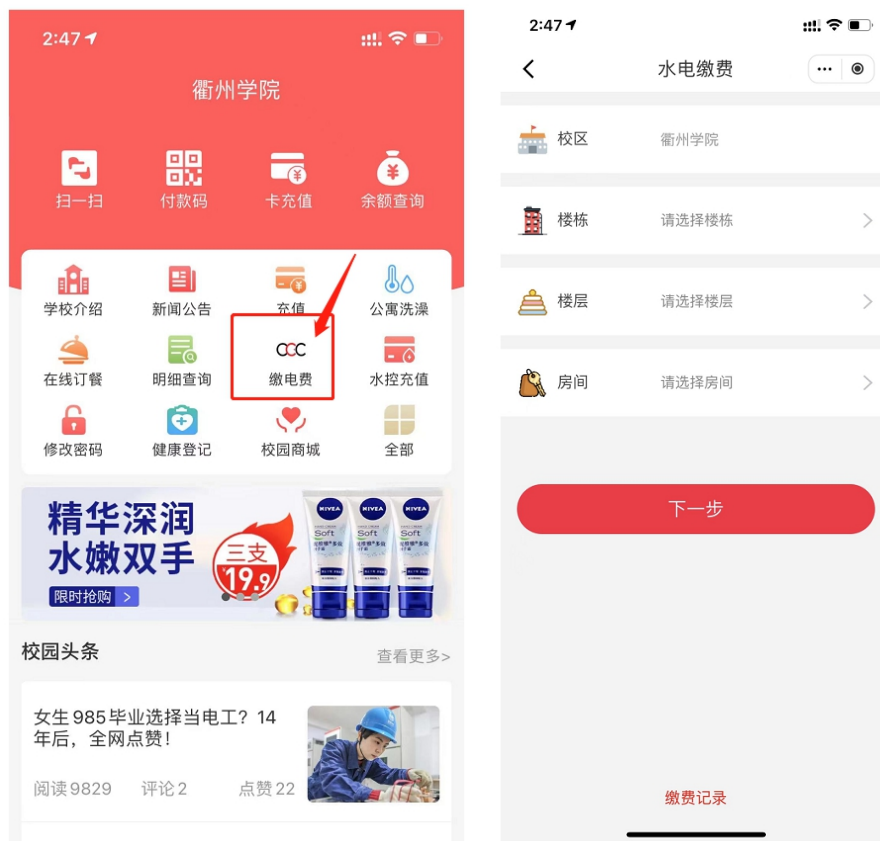 2:47
衢州学院
扫一扫
付款码
卡充值
余额查询
学校介绍
新闻公告
充值
公寓洗澡
在线订餐
明细查询
缴电费
水控充值
修改密码
健康登记
校园商城
全部
精华深润
水嫩双手
限时抢购 >
三支
¥19.9
NIVEA NIVEA NIVEA
Soft Soft Soft
校园头条
查看更多>
女生985毕业选择当电工？14
年后，全网点赞！
阅读9829 评论2 点赞22
2:47
水电缴费
校区 衢州学院
楼栋 请选择楼栋
楼层 请选择楼层
房间 请选择房间
下一步
缴费记录